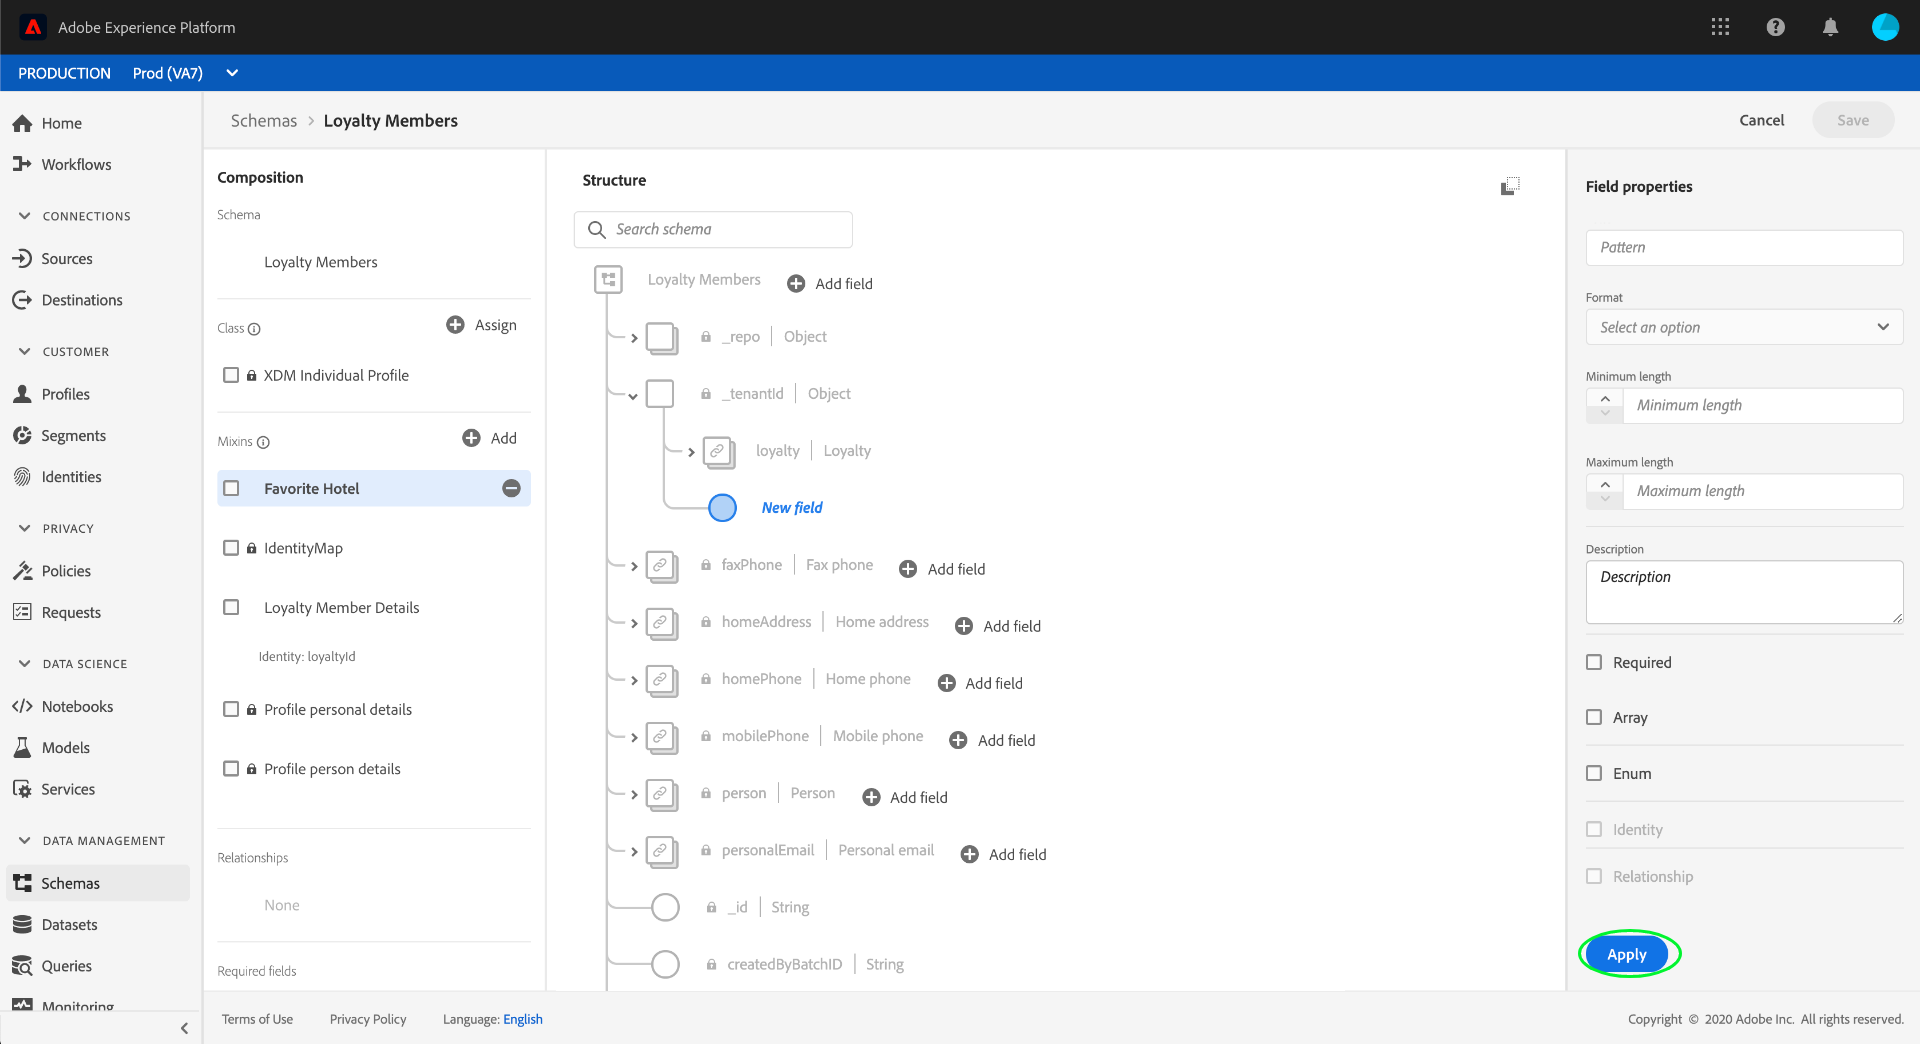 Adobe Experience Platform
PRODUCTION Prod (VA7)
Home
Workflows
CONNECTIONS
Sources
Destinations
CUSTOMER
Profiles
Segments
Identities
PRIVACY
Policies
Requests
DATA SCIENCE
Notebooks
Models
Services
DATA MANAGEMENT
Schemas
Datasets
Queries
Monitoring
Schemas > Loyalty Members
Cancel Save
Composition
Schema
Loyalty Members
Class Assign
XDM Individual Profile
Mixins Add
Favorite Hotel
IdentityMap
Loyalty Member Details
Identity: loyaltyId
Profile personal details
Profile person details
Relationships
None
Required fields
Structure
Search schema
Loyalty Members Add field
_repo | Object
_tenantId | Object
loyalty | Loyalty
New field
faxPhone | Fax phone Add field
homeAddress | Home address Add field
homePhone | Home phone Add field
mobilePhone | Mobile phone Add field
person | Person Add field
personalEmail | Personal email Add field
_id | String
createdByBatchID | String
Field properties
Pattern
Format
Select an option
Minimum length
Minimum length
Maximum length
Maximum length
Description
Description
Required
Array
Enum
Identity
Relationship
Apply
Terms of Use Privacy Policy Language: English
Copyright © 2020 Adobe Inc. All rights reserved.